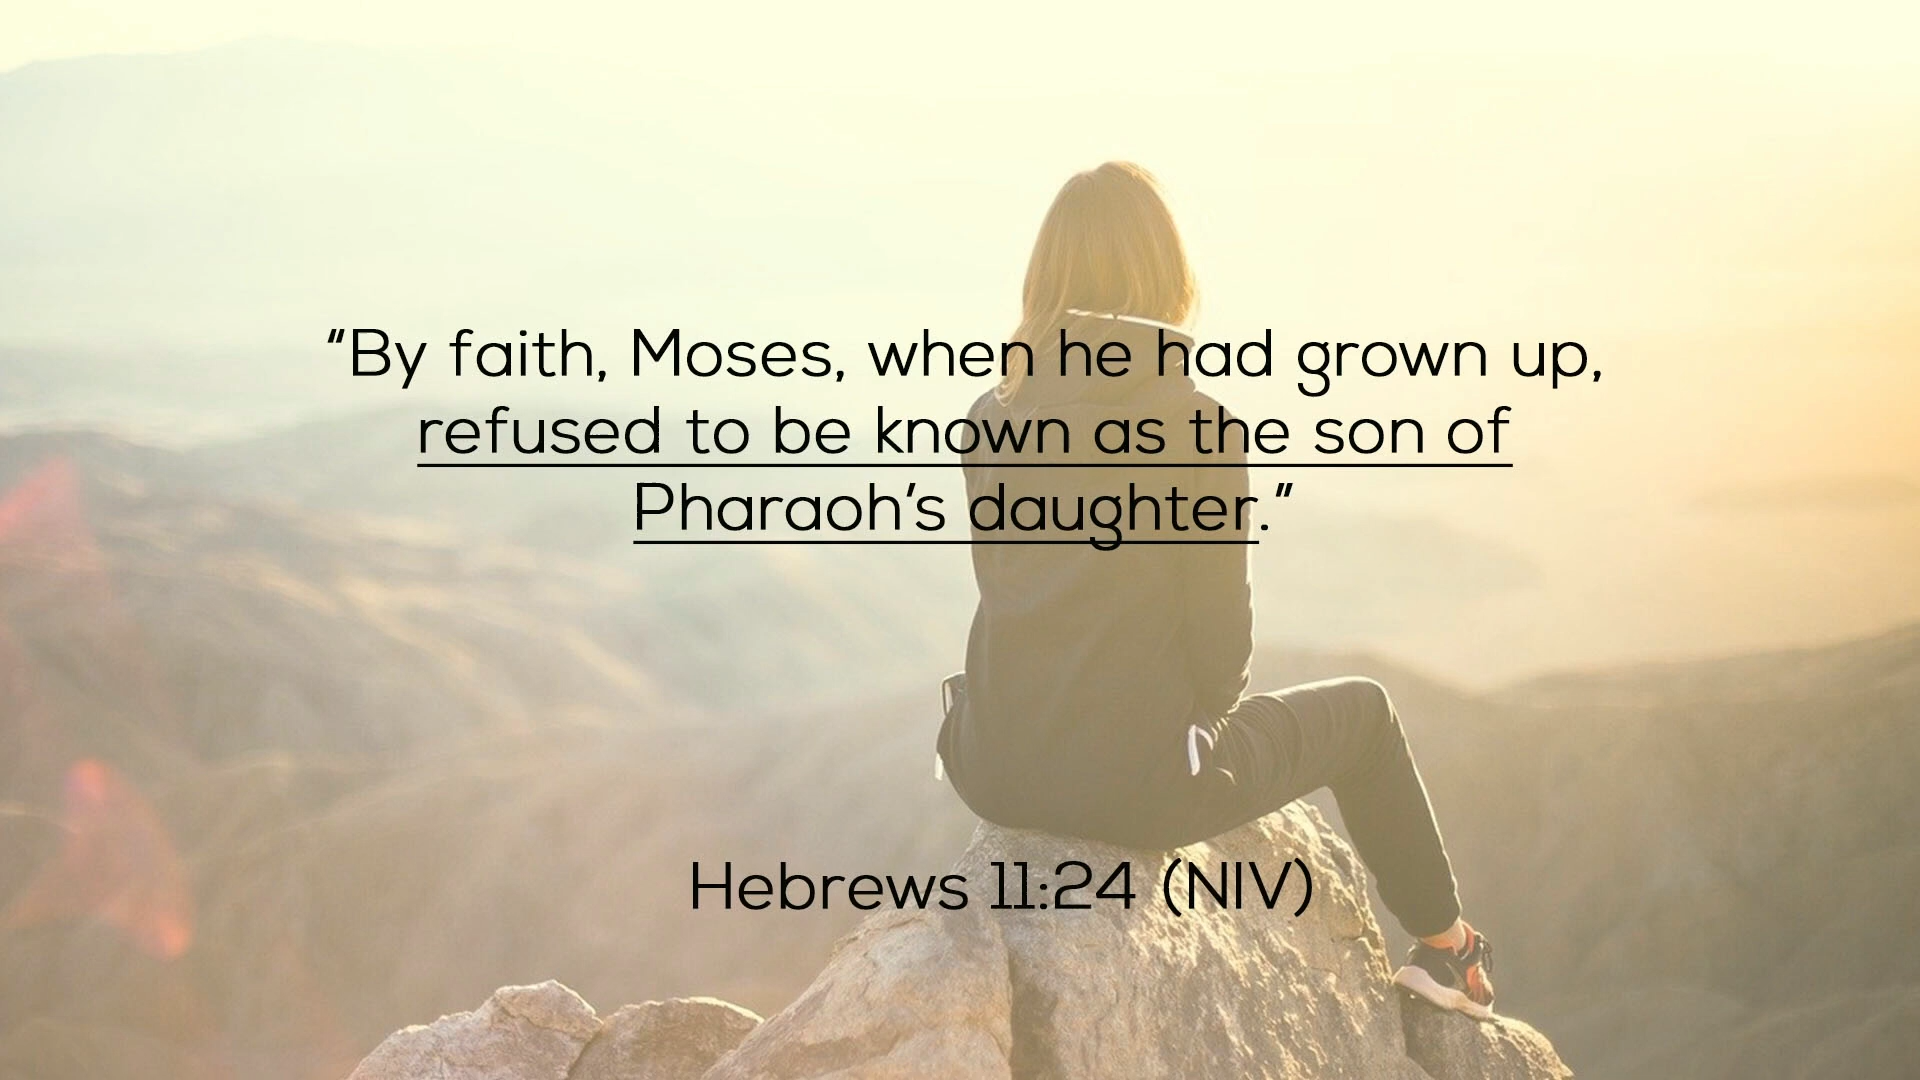 “By faith, Moses, when he had grown up,
refused to be known as the son of
Pharaoh’s daughter.”
Hebrews 11:24 (NIV)